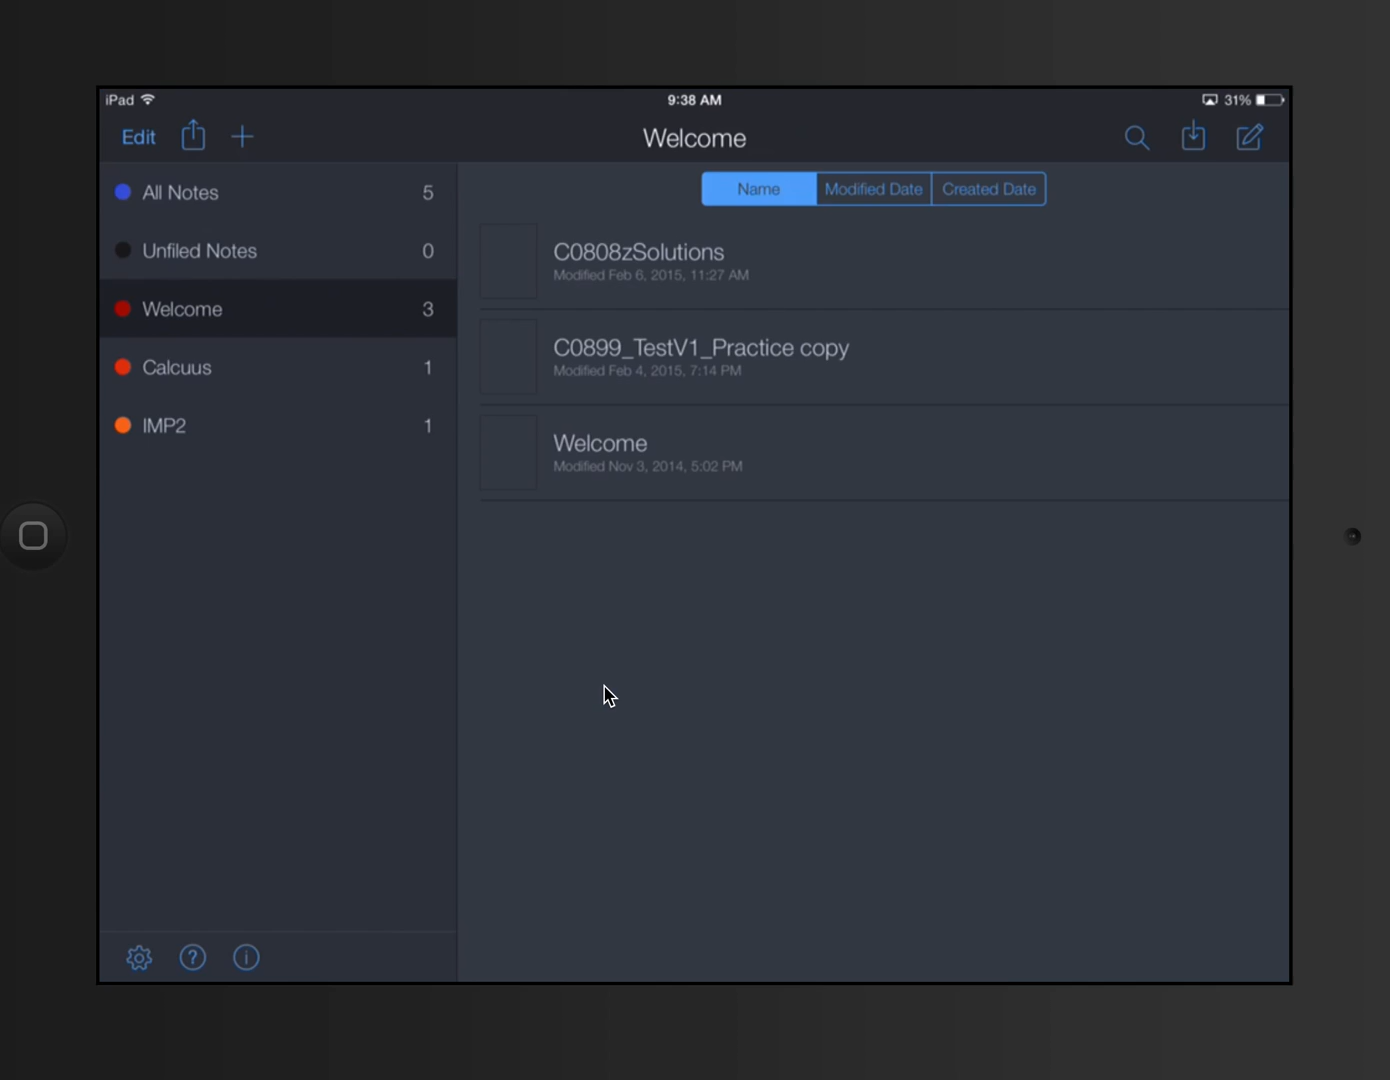 iPad
9:38 AM
31%
Edit
Welcome
All Notes 5
Unfiled Notes 0
Welcome 3
Calcuus 1
IMP2 1
Name
Modified Date
Created Date
C0808zSolutions
Modified Feb 6, 2015, 11:27 AM
C0899_TestV1_Practice copy
Modified Feb 4, 2015, 7:14 PM
Welcome
Modified Nov 3, 2014, 5:02 PM